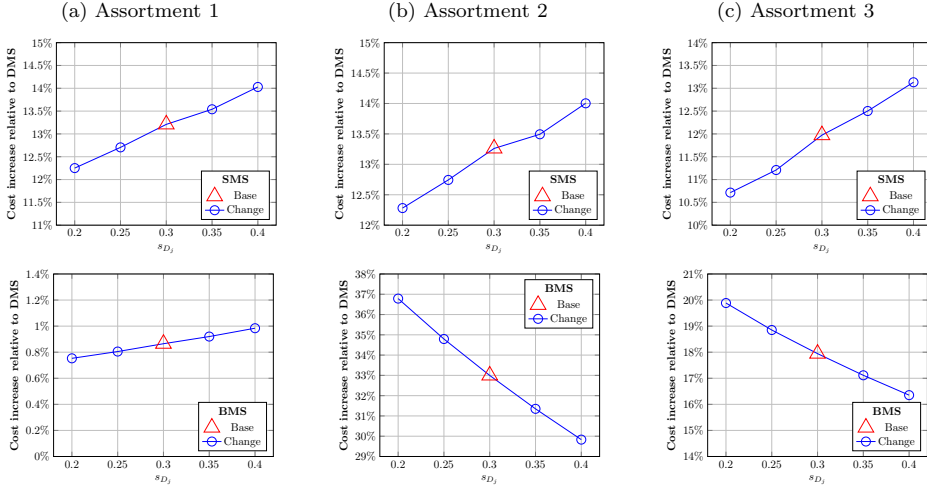 (a) Assortment 1
(b) Assortment 2
(c) Assortment 3
Cost increase relative to DMS
15%
14.5%
14%
13.5%
13%
12.5%
12%
11.5%
11%
0.2 0.25 0.3 0.35 0.4
s_{D_j}
SMS
Base
Change
Cost increase relative to DMS
15%
14.5%
14%
13.5%
13%
12.5%
12%
0.2 0.25 0.3 0.35 0.4
s_{D_j}
SMS
Base
Change
Cost increase relative to DMS
14%
13.5%
13%
12.5%
12%
11.5%
11%
10.5%
10%
0.2 0.25 0.3 0.35 0.4
s_{D_j}
SMS
Base
Change
Cost increase relative to DMS
1.4%
1.2%
1%
0.8%
0.6%
0.4%
0.2%
0%
0.2 0.25 0.3 0.35 0.4
s_{D_j}
BMS
Base
Change
Cost increase relative to DMS
38%
37%
36%
35%
34%
33%
32%
31%
30%
29%
0.2 0.25 0.3 0.35 0.4
s_{D_j}
BMS
Base
Change
Cost increase relative to DMS
21%
20%
19%
18%
17%
16%
15%
14%
0.2 0.25 0.3 0.35 0.4
s_{D_j}
BMS
Base
Change